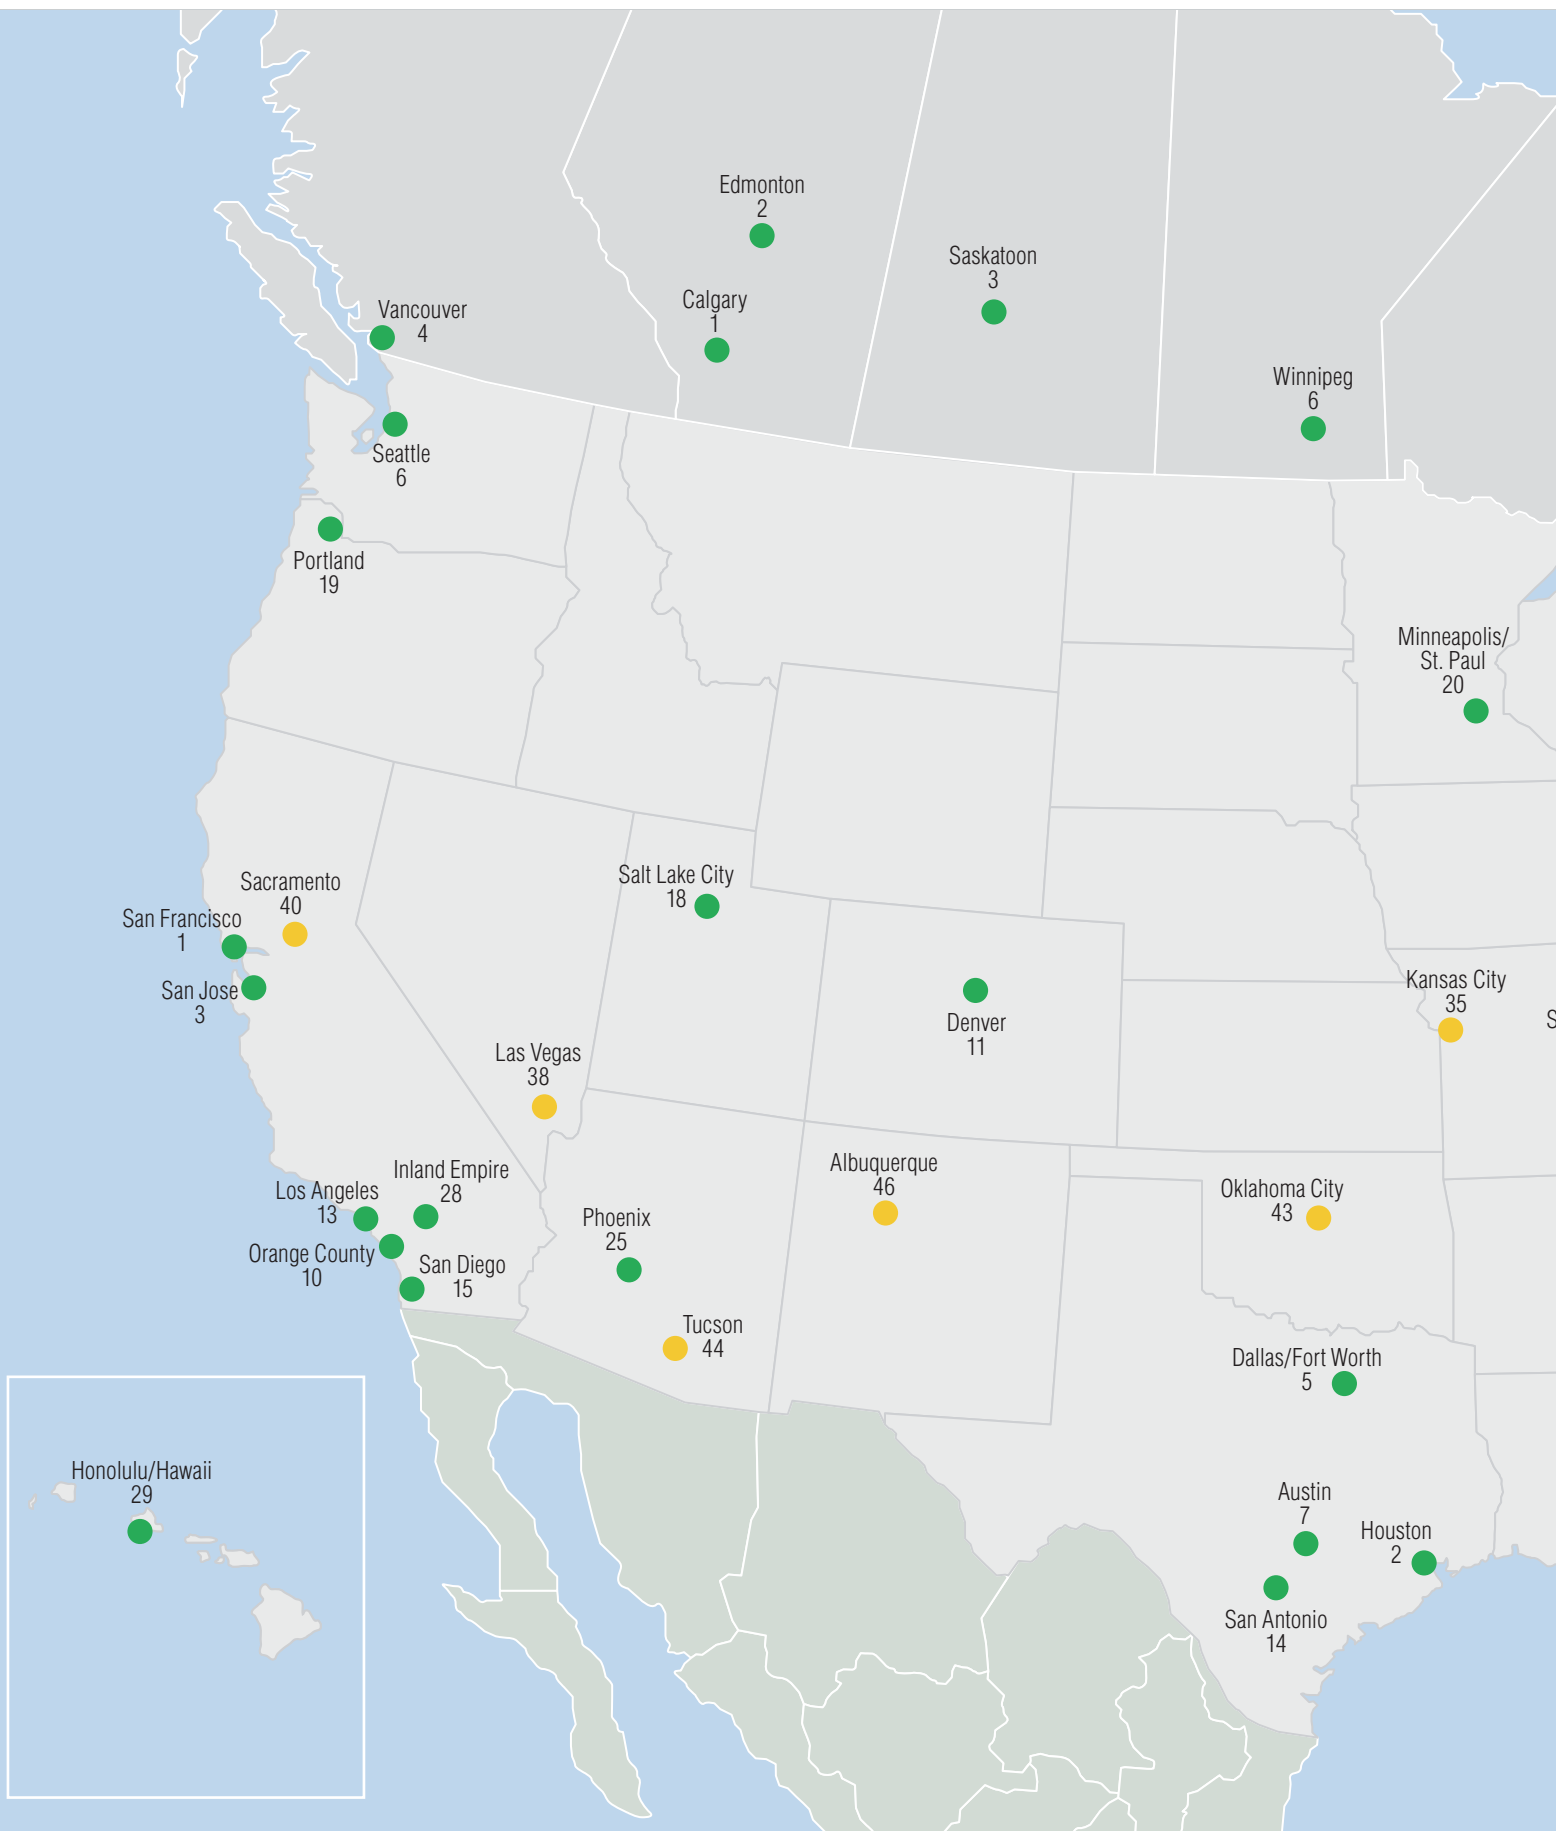 Edmonton
2
Saskatoon
3
Calgary
1
Vancouver
4
Winnipeg
6
Seattle
6
Portland
19
Minneapolis/
St. Paul
20
Salt Lake City
18
Sacramento
40
San Francisco
1
San Jose
3
Kansas City
35
S
Denver
11
Las Vegas
38
Albuquerque
46
Inland Empire
28
Los Angeles
13
Oklahoma City
43
Phoenix
25
Orange County
10
San Diego
15
Tucson
44
Dallas/Fort Worth
5
Honolulu/Hawaii
29
Austin
7
Houston
2
San Antonio
14